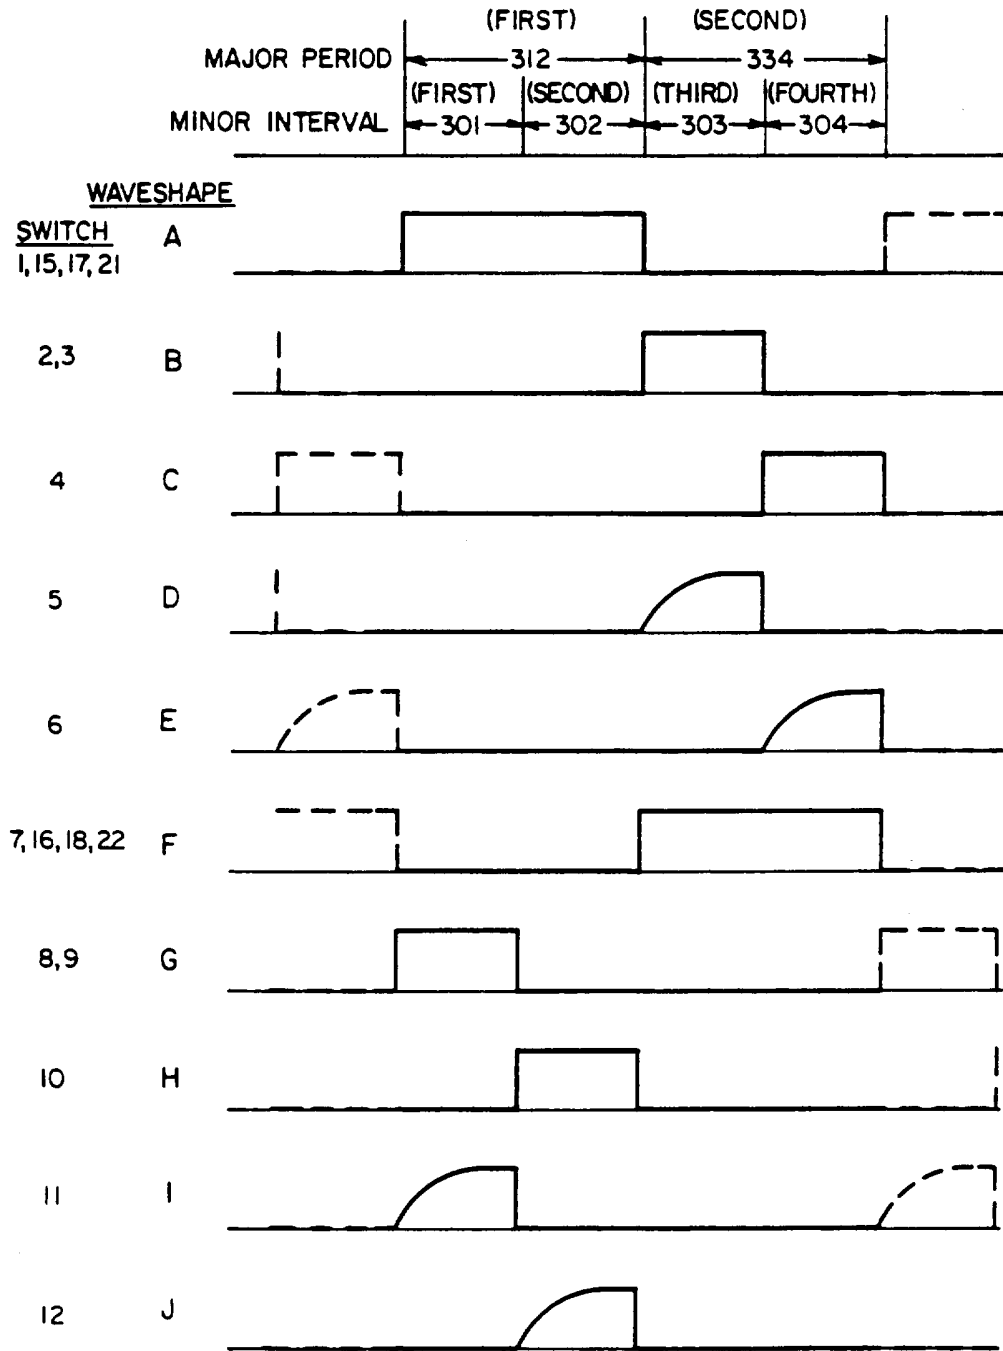 (FIRST) (SECOND)
MAJOR PERIOD 312 334
(FIRST) (SECOND) (THIRD) (FOURTH)
MINOR INTERVAL 301 302 303 304
WAVESHAPE
SWITCH A
1,15,17,21
2,3 B
4 C
5 D
6 E
7,16,18,22 F
8,9 G
10 H
11 I
12 J